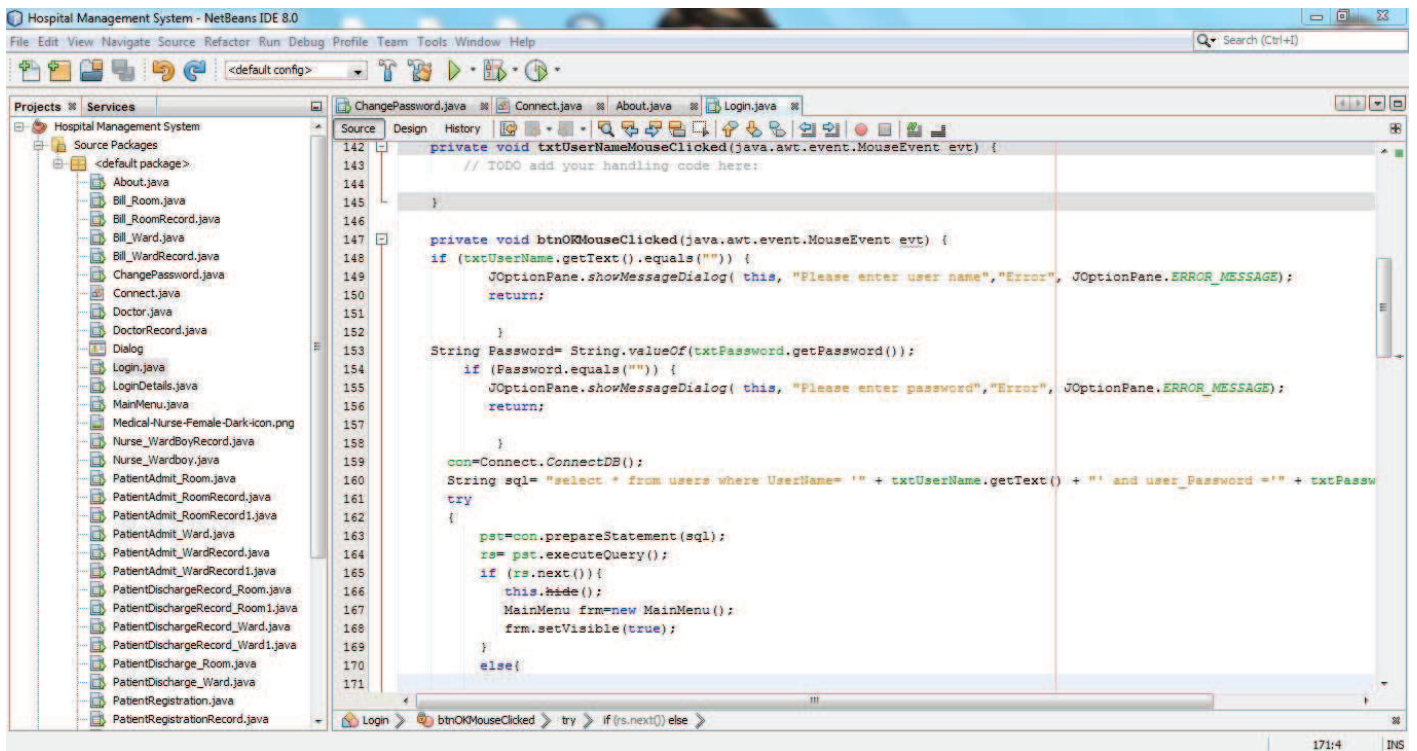 Hospital Management System - NetBeans IDE 8.0
File Edit View Navigate Source Refactor Run Debug Profile Team Tools Window Help
Search (Ctrl+I)
<default config>
Projects Services
ChangePassword.java Connect.java About.java Login.java
Source Design History
Hospital Management System
Source Packages
<default package>
About.java
Bill_Room.java
Bill_RoomRecord.java
Bill_Ward.java
Bill_WardRecord.java
ChangePassword.java
Connect.java
Doctor.java
DoctorRecord.java
Dialog
Login.java
LoginDetails.java
MainMenu.java
Medical-Nurse-Female-Dark-icon.png
Nurse_WardBoyRecord.java
Nurse_Wardboy.java
PatientAdmit_Room.java
PatientAdmit_RoomRecord.java
PatientAdmit_RoomRecord1.java
PatientAdmit_Ward.java
PatientAdmit_WardRecord.java
PatientAdmit_WardRecord1.java
PatientDischargeRecord_Room.java
PatientDischargeRecord_Room1.java
PatientDischargeRecord_Ward.java
PatientDischargeRecord_Ward1.java
PatientDischarge_Room.java
PatientDischarge_Ward.java
PatientRegistration.java
PatientRegistrationRecord.java
142 private void txtUserNameMouseClicked(java.awt.event.MouseEvent evt) {
143 // TODO add your handling code here:
144
145 }
146
147 private void btnOKMouseClicked(java.awt.event.MouseEvent evt) {
148 if (txtUserName.getText().equals("")) {
149 JOptionPane.showMessageDialog( this, "Please enter user name","Error", JOptionPane.ERROR_MESSAGE);
150 return;
151
152 }
153 String Password= String.valueOf(txtPassword.getPassword());
154 if (Password.equals("")) {
155 JOptionPane.showMessageDialog( this, "Please enter password","Error", JOptionPane.ERROR_MESSAGE);
156 return;
157
158 }
159 con=Connect.ConnectDB();
160 String sql= "select * from users where UserName= '" + txtUserName.getText() + "' and user_Password ='" + txtPassw
161 try
162 {
163 pst=con.prepareStatement(sql);
164 rs= pst.executeQuery();
165 if (rs.next()){
166 this.hide();
167 MainMenu frm=new MainMenu();
168 frm.setVisible(true);
169 }
170 else{
171
Login btnOKMouseClicked try if (rs.next()) else
171:4 INS